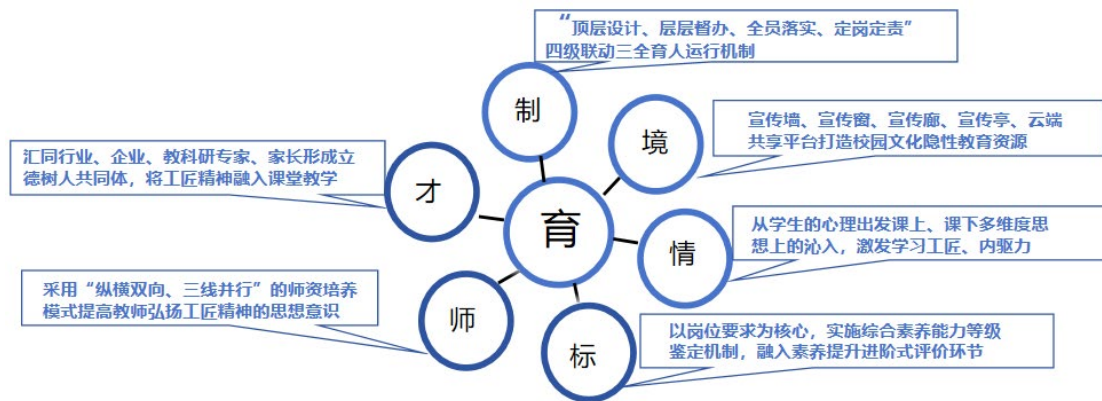 “顶层设计、层层督办、全员落实、定岗定责”
四级联动三全育人运行机制
制
境
宣传墙、宣传窗、宣传廊、宣传亭、云端
共享平台打造校园文化隐性教育资源
汇同行业、企业、教科研专家、家长形成立
德树人共同体，将工匠精神融入课堂教学
才
育
情
从学生的心理出发课上、课下多维度思
想上的沁入，激发学习工匠、内驱力
采用“纵横双向、三线并行”的师资培养
模式提高教师弘扬工匠精神的思想意识
师
标
以岗位要求为核心，实施综合素养能力等级
鉴定机制，融入素养提升进阶式评价环节